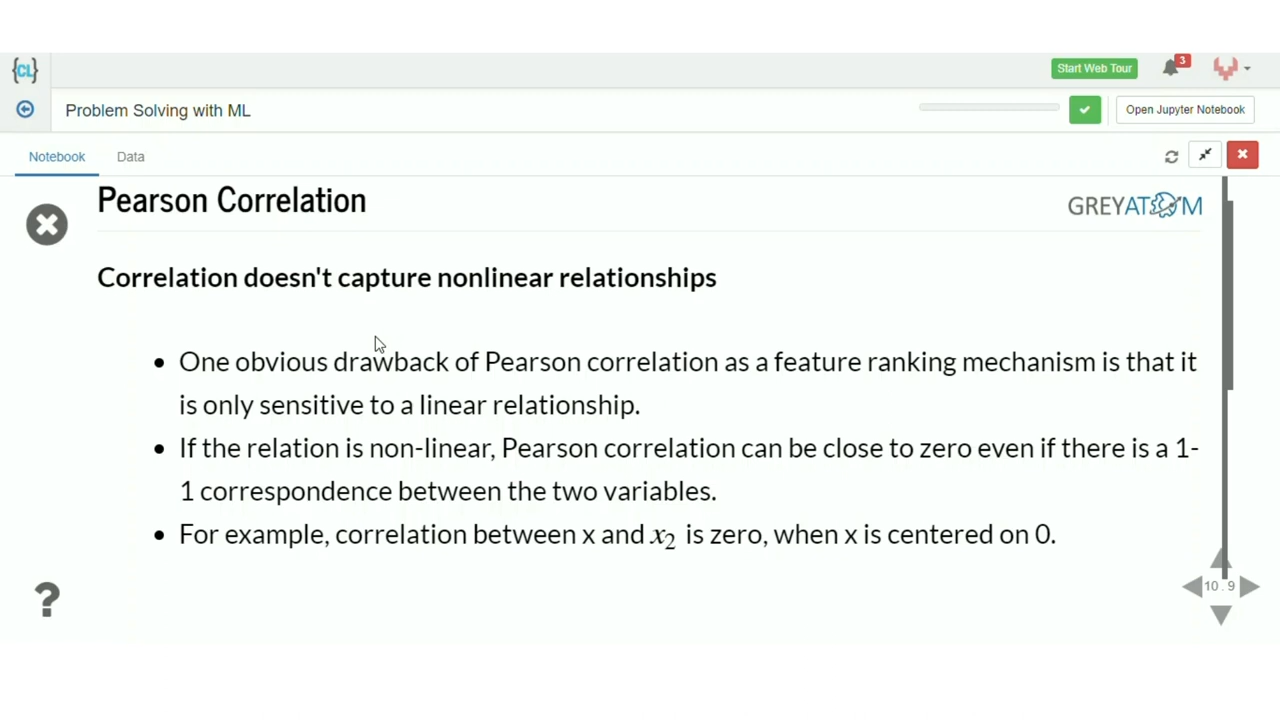 {CL}
Start Web Tour
3
Problem Solving with ML
Open Jupyter Notebook
Notebook
Data
Pearson Correlation
GREYATOM
Correlation doesn't capture nonlinear relationships
• One obvious drawback of Pearson correlation as a feature ranking mechanism is that it
is only sensitive to a linear relationship.
• If the relation is non-linear, Pearson correlation can be close to zero even if there is a 1-
1 correspondence between the two variables.
• For example, correlation between x and x₂ is zero, when x is centered on 0.
?
10.9